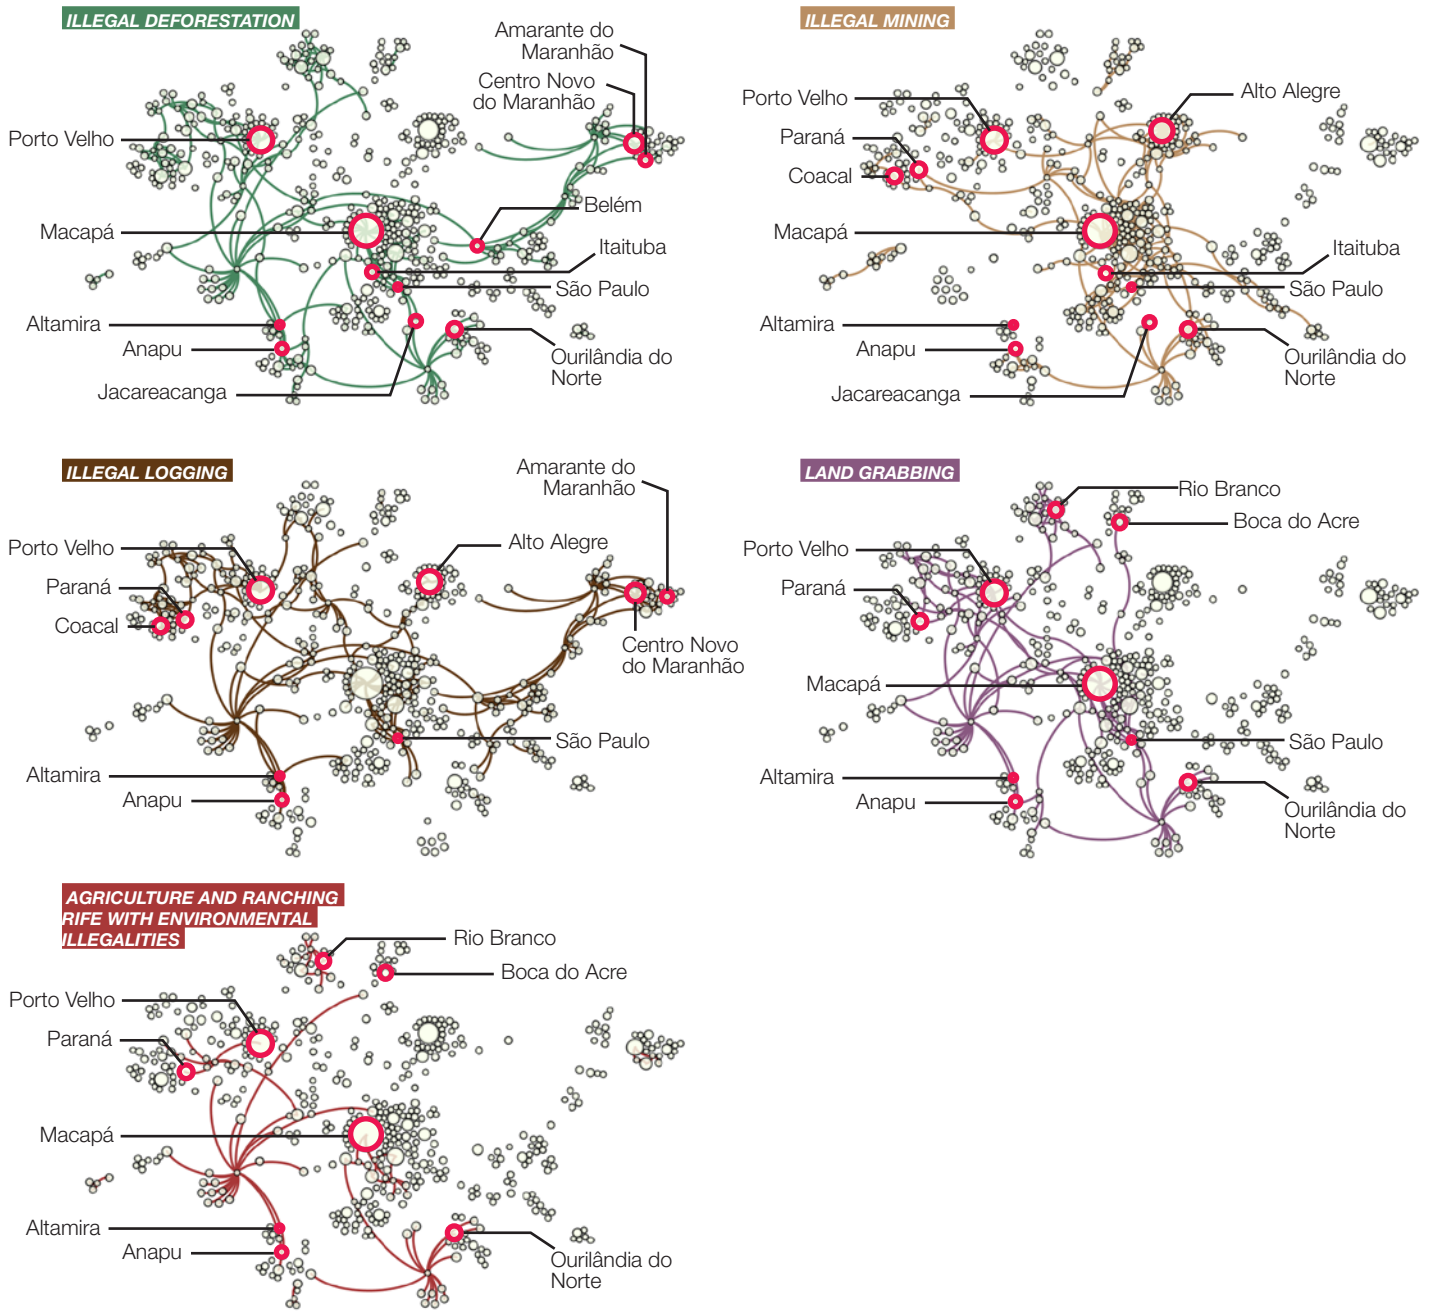 ILLEGAL DEFORESTATION
Amarante do
Maranhão
Centro Novo
do Maranhão
Porto Velho
Macapá
Belém
Itaituba
São Paulo
Altamira
Anapu
Jacareacanga
Ourilândia do
Norte
ILLEGAL MINING
Porto Velho
Alto Alegre
Paraná
Coacal
Macapá
Itaituba
São Paulo
Altamira
Anapu
Jacareacanga
Ourilândia do
Norte
ILLEGAL LOGGING
Amarante do
Maranhão
Porto Velho
Alto Alegre
Paraná
Coacal
Centro Novo
do Maranhão
São Paulo
Altamira
Anapu
LAND GRABBING
Rio Branco
Boca do Acre
Porto Velho
Paraná
Macapá
São Paulo
Altamira
Anapu
Ourilândia do
Norte
AGRICULTURE AND RANCHING
RIFE WITH ENVIRONMENTAL
ILLEGALITIES
Rio Branco
Boca do Acre
Porto Velho
Paraná
Macapá
Altamira
Anapu
Ourilândia do
Norte